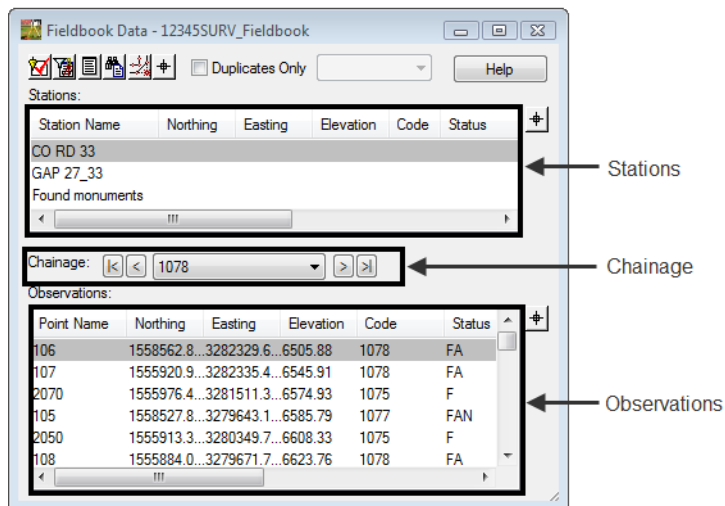 Fieldbook Data - 12345SURV_Fieldbook
Duplicates Only Help
Stations:
Station Name Northing Easting Elevation Code Status
CO RD 33
GAP 27_33
Found monuments
Stations
Chainage: |< < 1078 > >|
Chainage
Observations:
Point Name Northing Easting Elevation Code Status
106 1558562.8...3282329.6...6505.88 1078 FA
107 1555920.9...3282335.4...6545.91 1078 FA
2070 1555976.4...3281511.3...6574.93 1075 F
105 1558527.8...3279643.1...6585.79 1077 FAN
2050 1555913.3...3280349.7...6608.33 1075 F
108 1555884.0...3279671.7...6623.76 1078 FA
Observations